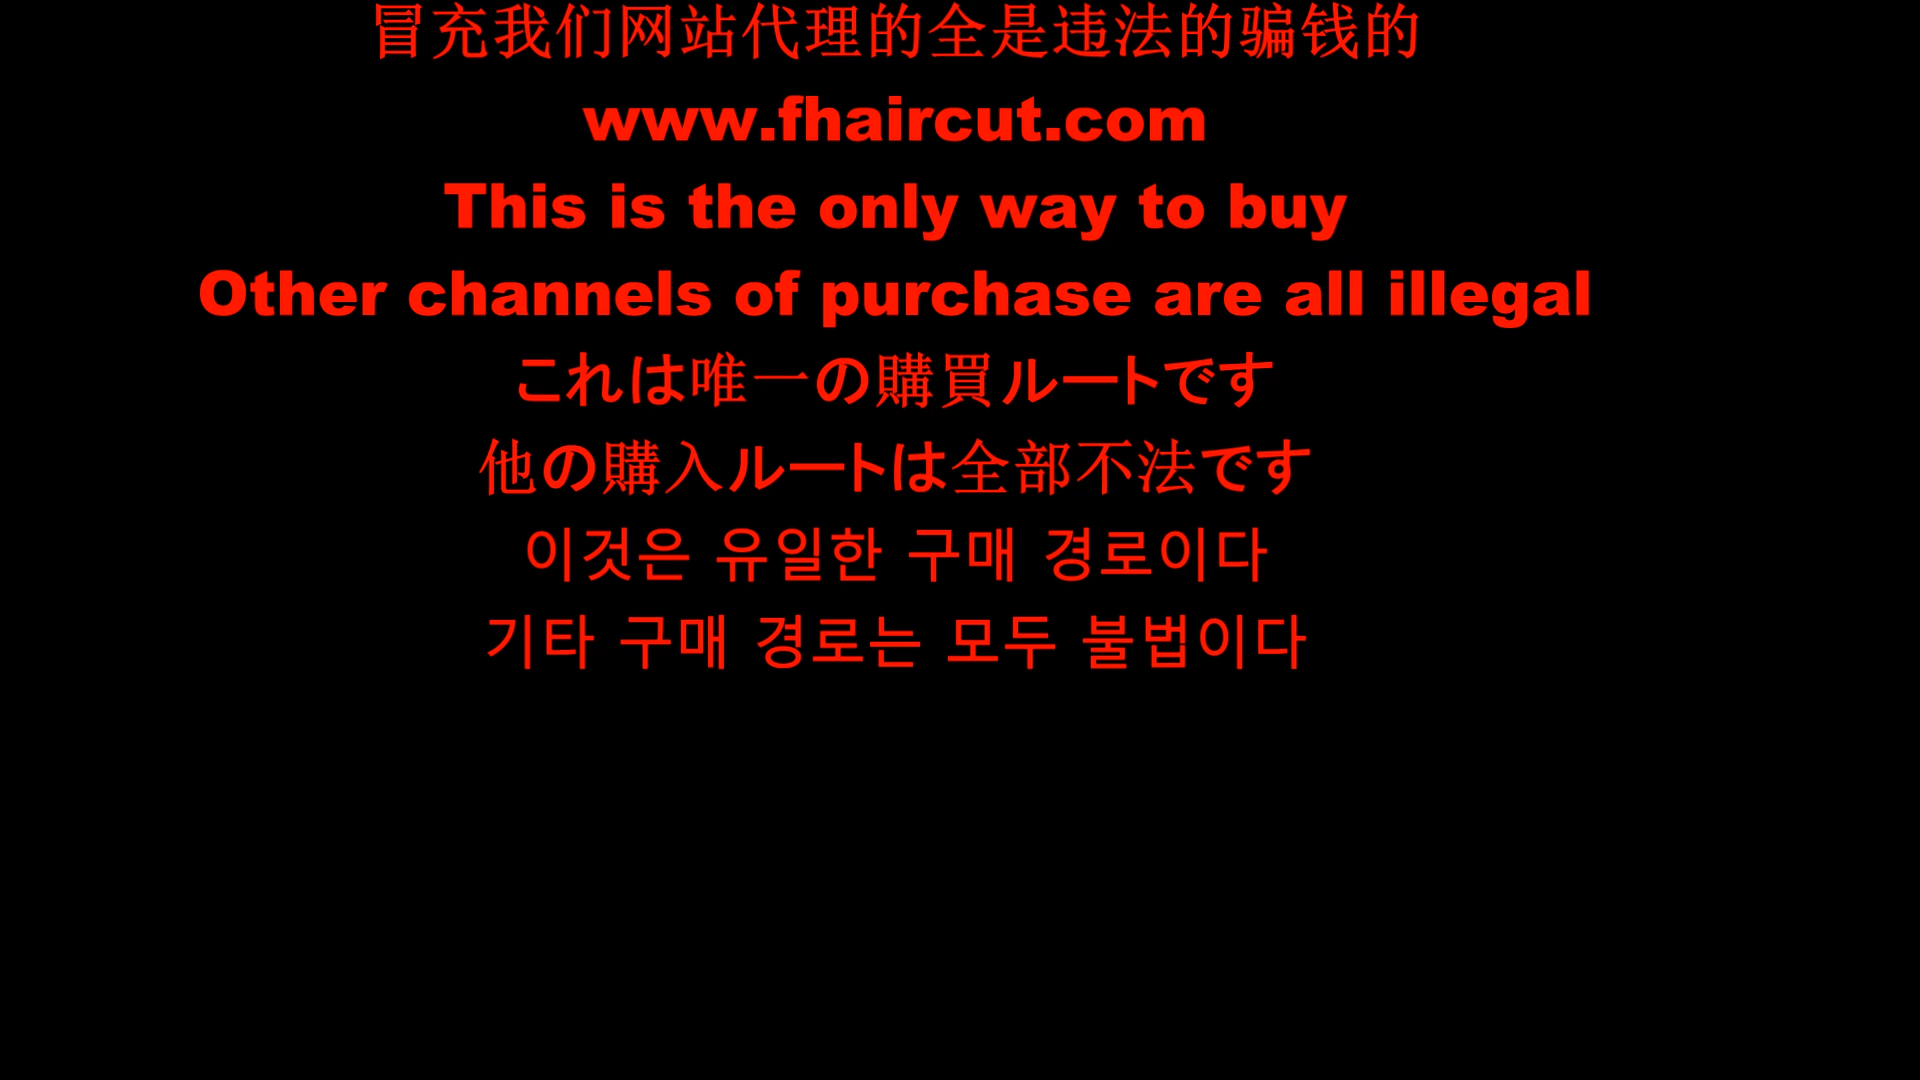 冒充我们网站代理的全是违法的骗钱的
www.fhaircut.com
This is the only way to buy
Other channels of purchase are all illegal
これは唯一の購買ルートです
他の購入ルートは全部不法です
이것은 유일한 구매 경로이다
기타 구매 경로는 모두 불법이다